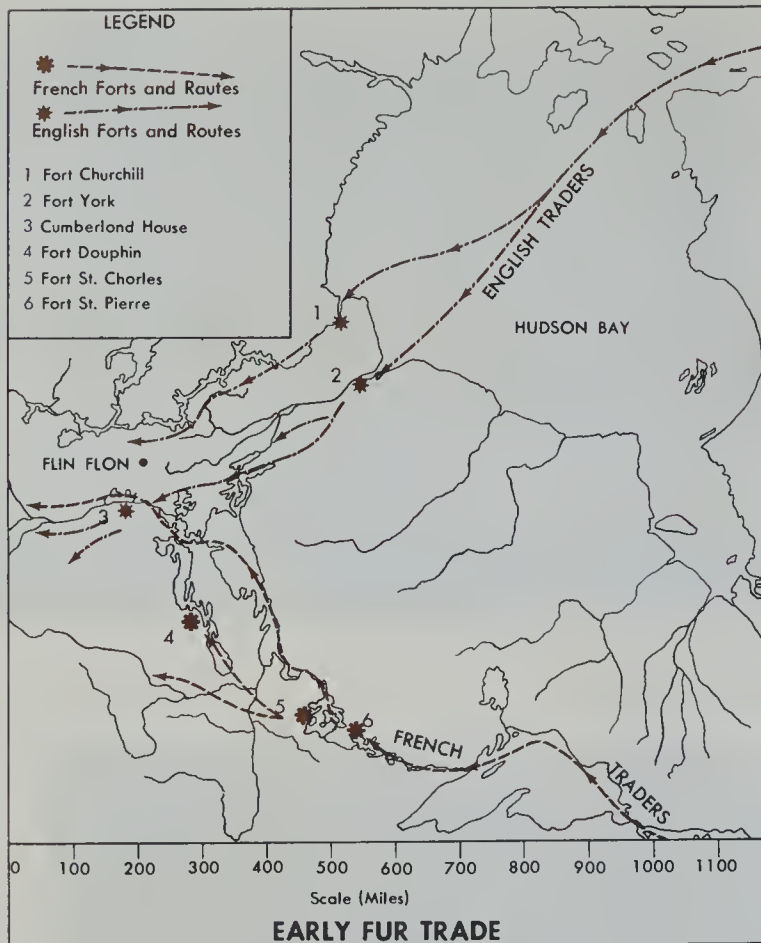 LEGEND
French Forts and Rautes
English Forts and Routes
1 Fort Churchill
2 Fort York
3 Cumberlond House
4 Fort Douphin
5 Fort St. Chorles
6 Fort St. Pierre
ENGLISH TRADERS
1
HUDSON BAY
2
FLIN FLON
3
4
5
6
FRENCH
TRADERS
0 100 200 300 400 500 600 700 800 900 1000 1100
Scale (Miles)
EARLY FUR TRADE